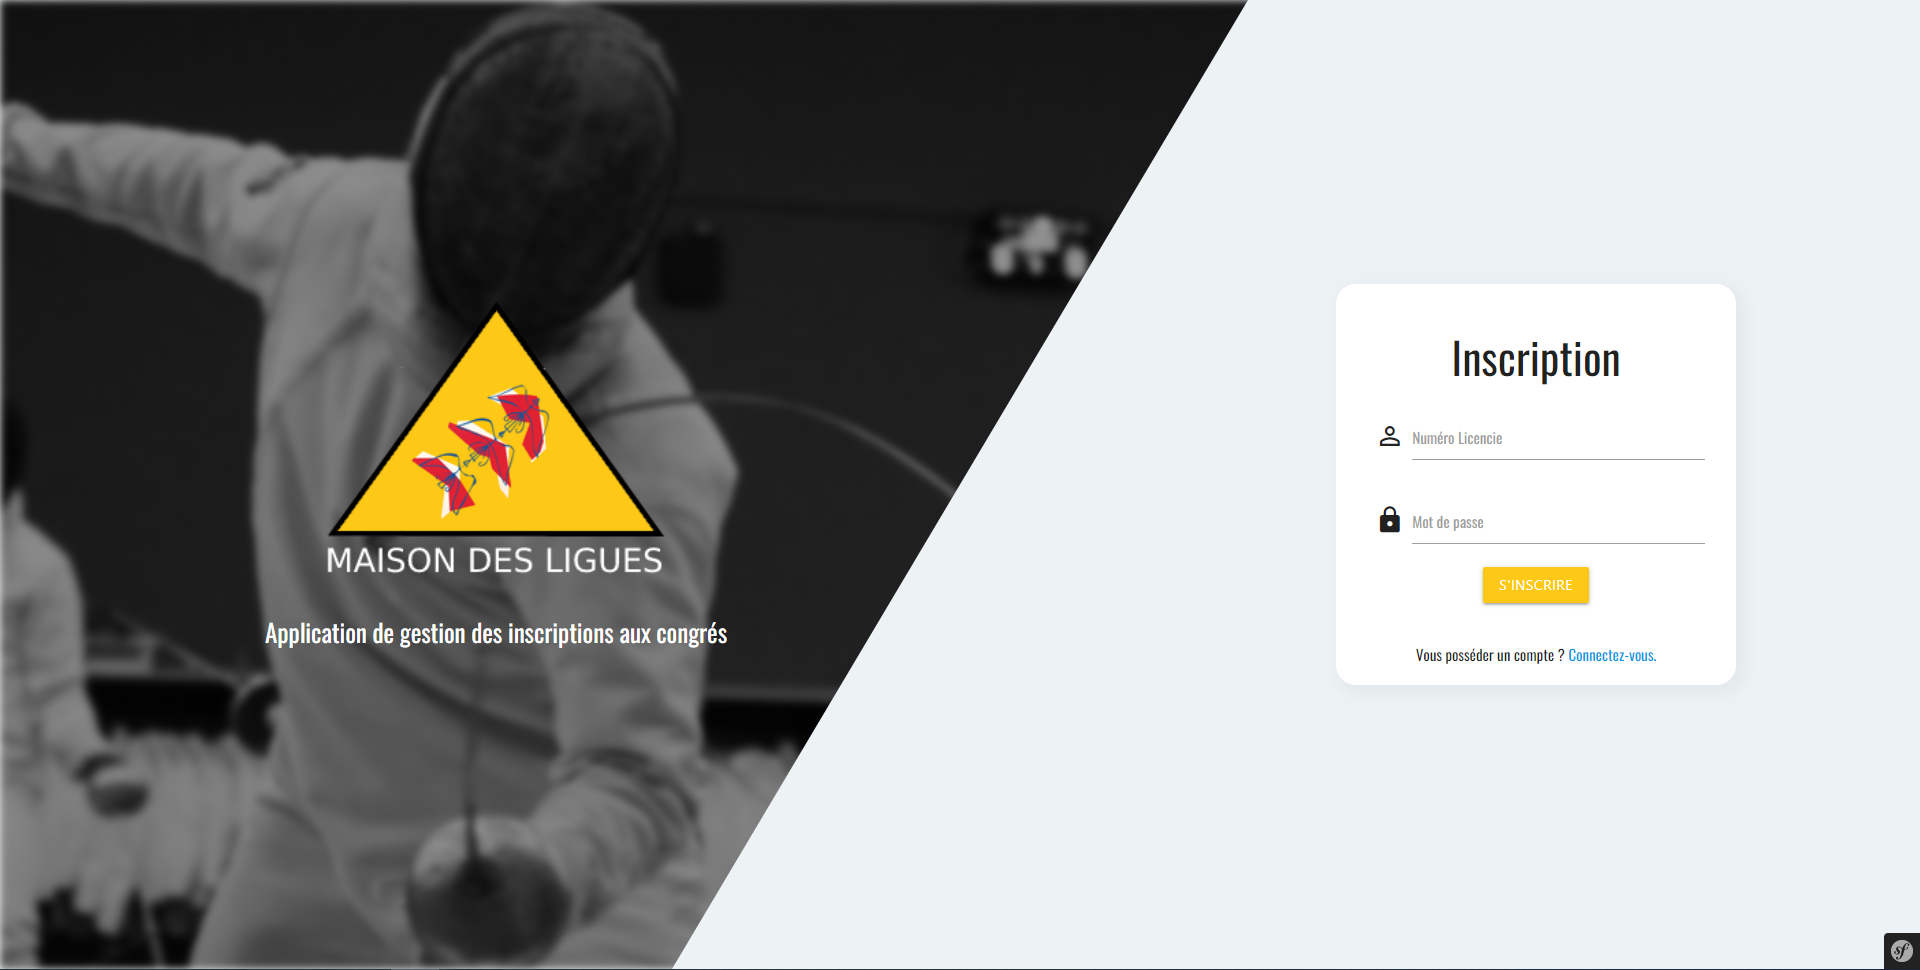 MAISON DES LIGUES
Application de gestion des inscriptions aux congrés
Inscription
Numéro Licencie
Mot de passe
S'INSCRIRE
Vous posséder un compte ? Connectez-vous.
sf